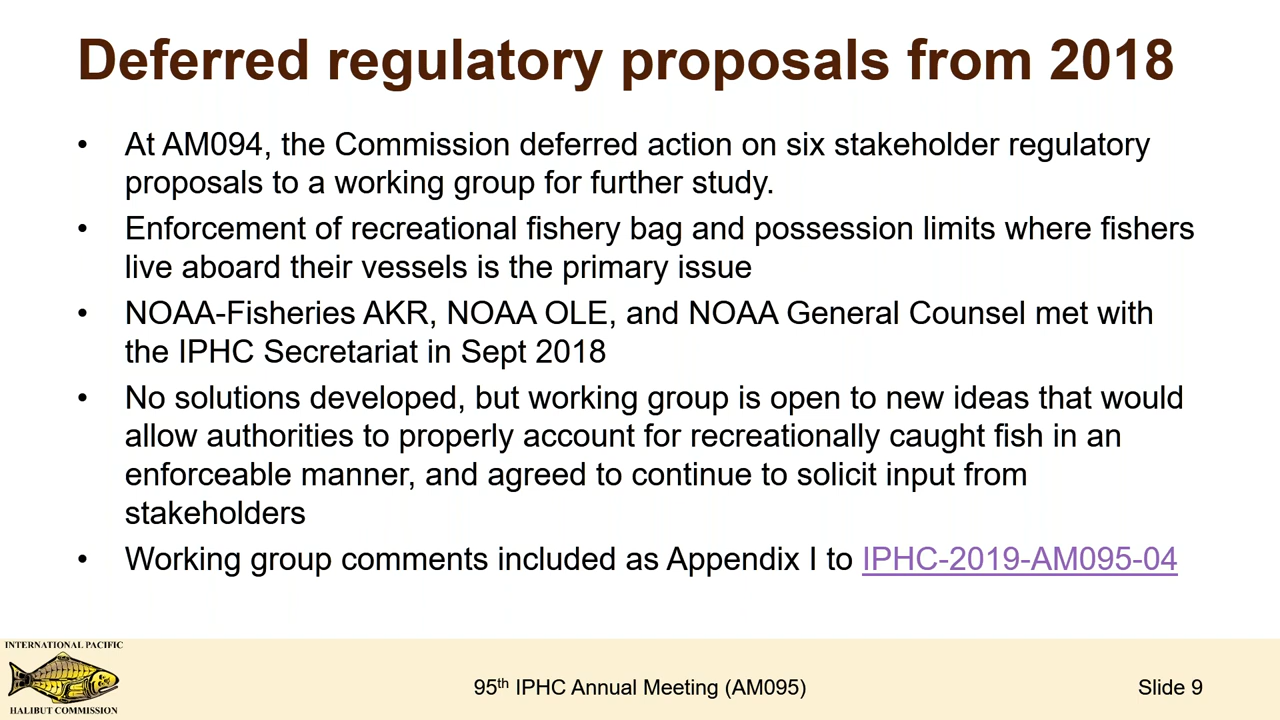 Deferred regulatory proposals from 2018
• At AM094, the Commission deferred action on six stakeholder regulatory
proposals to a working group for further study.
• Enforcement of recreational fishery bag and possession limits where fishers
live aboard their vessels is the primary issue
• NOAA-Fisheries AKR, NOAA OLE, and NOAA General Counsel met with
the IPHC Secretariat in Sept 2018
• No solutions developed, but working group is open to new ideas that would
allow authorities to properly account for recreationally caught fish in an
enforceable manner, and agreed to continue to solicit input from
stakeholders
• Working group comments included as Appendix I to IPHC-2019-AM095-04
INTERNATIONAL PACIFIC
HALIBUT COMMISSION
95th IPHC Annual Meeting (AM095)
Slide 9